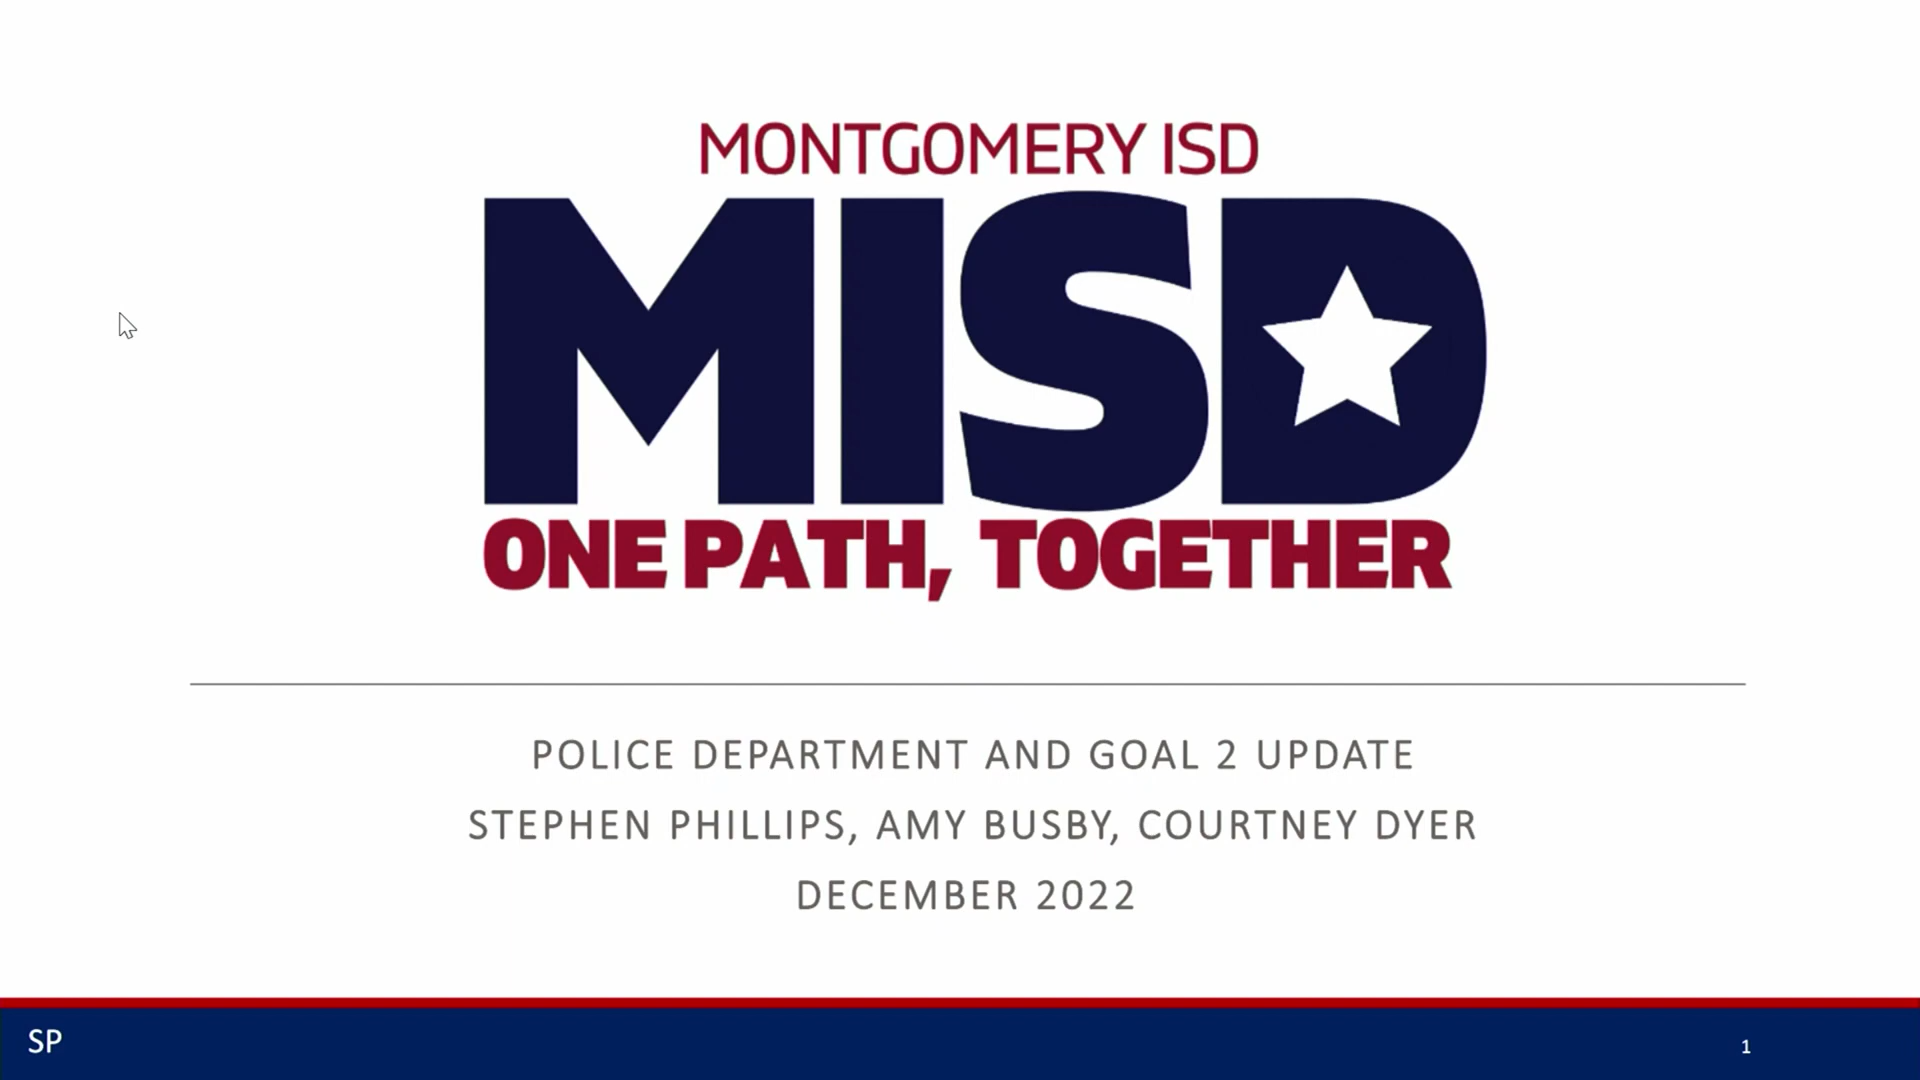 MONTGOMERY ISD
MISD
ONE PATH, TOGETHER
POLICE DEPARTMENT AND GOAL 2 UPDATE
STEPHEN PHILLIPS, AMY BUSBY, COURTNEY DYER
DECEMBER 2022
SP
1